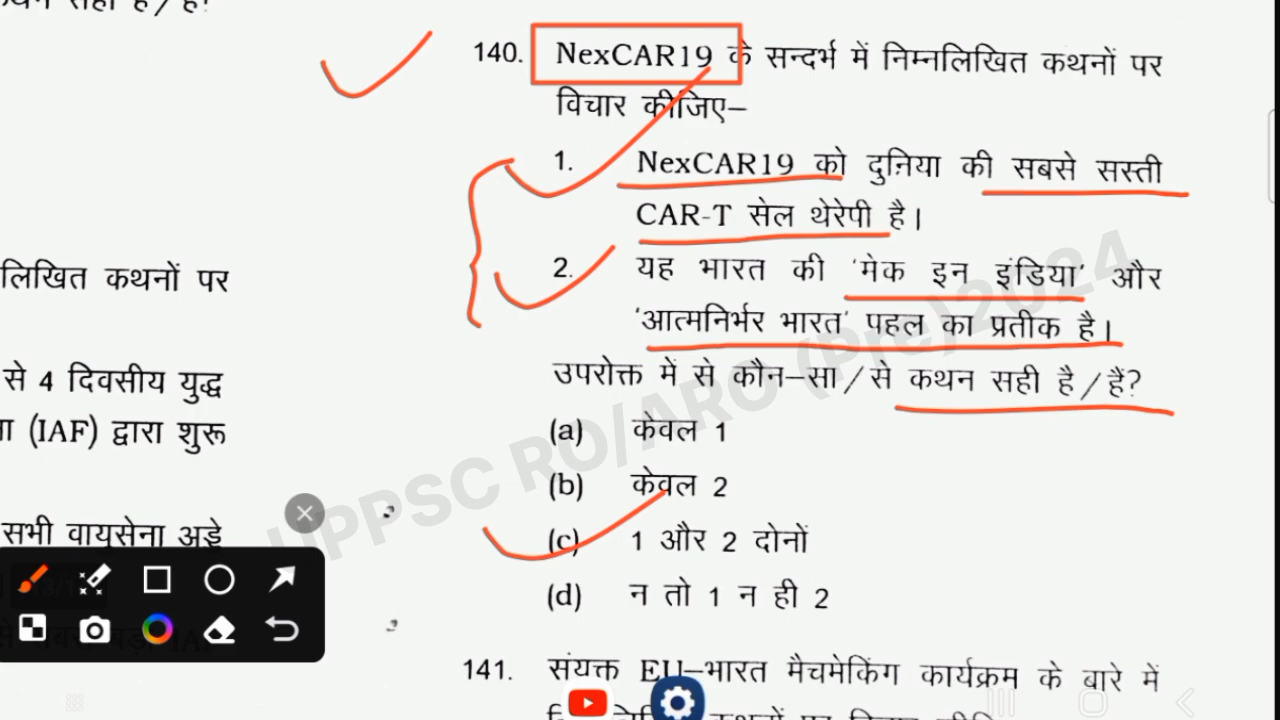 140. NexCAR19 के सन्दर्भ में निम्नलिखित कथनों पर
विचार कीजिए–
1. NexCAR19 को दुनिया की सबसे सस्ती
CAR-T सेल थेरेपी है।
2. यह भारत की 'मेक इन इंडिया' और
'आत्मनिर्भर भारत' पहल का प्रतीक है।
उपरोक्त में से कौन–सा/से कथन सही है/हैं?
(a) केवल 1
(b) केवल 2
(c) 1 और 2 दोनों
(d) न तो 1 न ही 2
141. संयक्त EU–भारत मैचमेकिंग कार्यक्रम के बारे में
लिखित कथनों पर
से 4 दिवसीय युद्ध
(IAF) द्वारा शुरू
सभी वायुसेना अड्डे
UPPSC RO/ARO (Pre) 2024